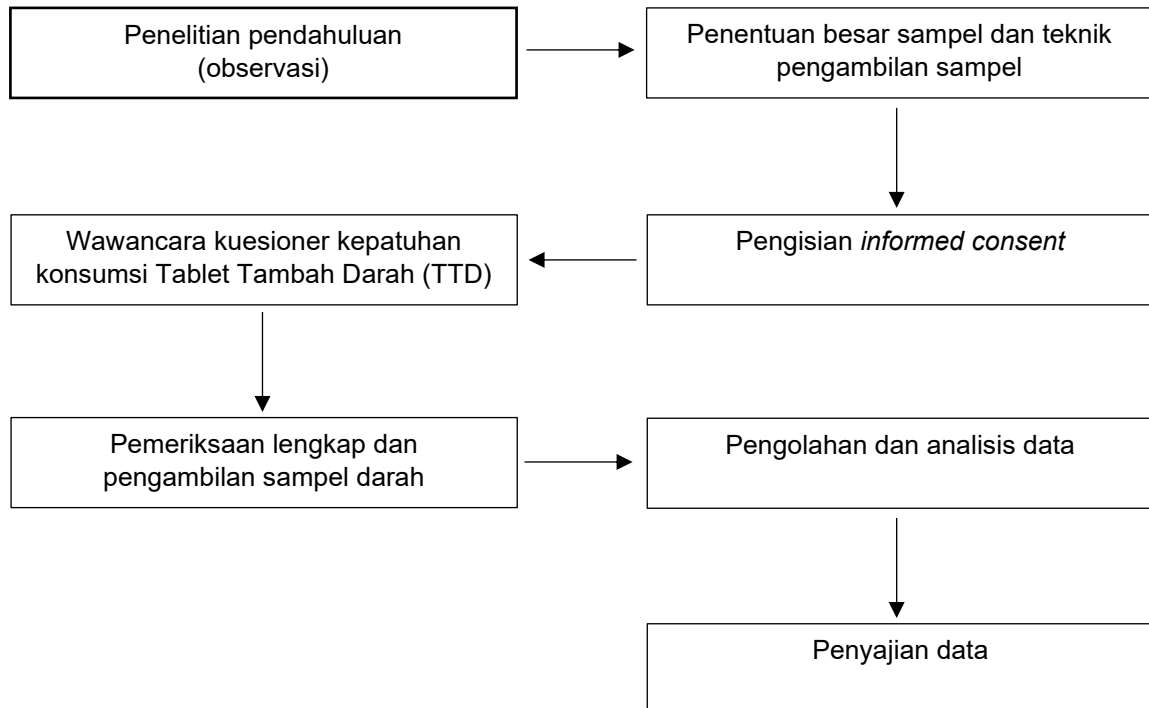 Penelitian pendahuluan
(observasi)
Penentuan besar sampel dan teknik
pengambilan sampel
Pengisian informed consent
Wawancara kuesioner kepatuhan
konsumsi Tablet Tambah Darah (TTD)
Pemeriksaan lengkap dan
pengambilan sampel darah
Pengolahan dan analisis data
Penyajian data